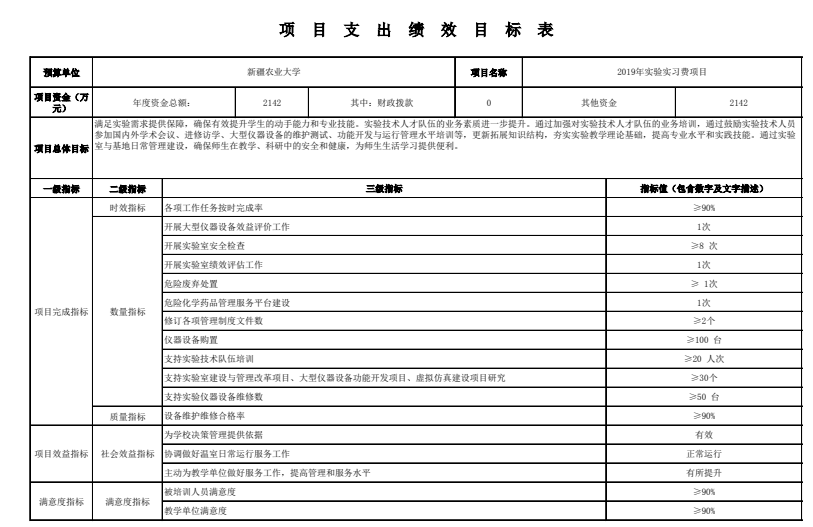 项目支出绩效目标表
预算单位 新疆农业大学 项目名称 2019年实验实习费项目
项目资金（万元） 年度资金总额： 2142 其中：财政拨款 0 其他资金 2142
项目总体目标 满足实验需求提供保障，确保有效提升学生的动手能力和专业技能。实验技术人才队伍的业务素质进一步提升。通过加强对实验技术人才队伍的业务培训，通过鼓励实验技术人员
参加国内外学术会议、进修访学、大型仪器设备的维护测试、功能开发与运行管理水平培训等，更新拓展知识结构，夯实实验教学理论基础，提高专业水平和实践技能。通过实验
室与基地日常管理建设，确保师生在教学、科研中的安全和健康，为师生生活学习提供便利。
一级指标 二级指标 三级指标 指标值（包含数字及文字描述）
项目完成指标 时效指标 各项工作任务按时完成率 ≥90%
数量指标 开展大型仪器设备效益评价工作 1次
开展实验室安全检查 ≥8 次
开展实验室绩效评估工作 1次
危险废弃处置 ≥ 1次
危险化学药品管理服务平台建设 1次
修订各项管理制度文件数 ≥2个
仪器设备购置 ≥100 台
支持实验技术队伍培训 ≥20 人次
支持实验室建设与管理改革项目、大型仪器设备功能开发项目、虚拟仿真建设项目研究 ≥30个
支持实验仪器设备维修数 ≥50 台
质量指标 设备维护维修合格率 ≥90%
项目效益指标 社会效益指标 为学校决策管理提供依据 有效
协调做好温室日常运行服务工作 正常运行
主动为教学单位做好服务工作，提高管理和服务水平 有所提升
满意度指标 满意度指标 被培训人员满意度 ≥90%
教学单位满意度 ≥90%